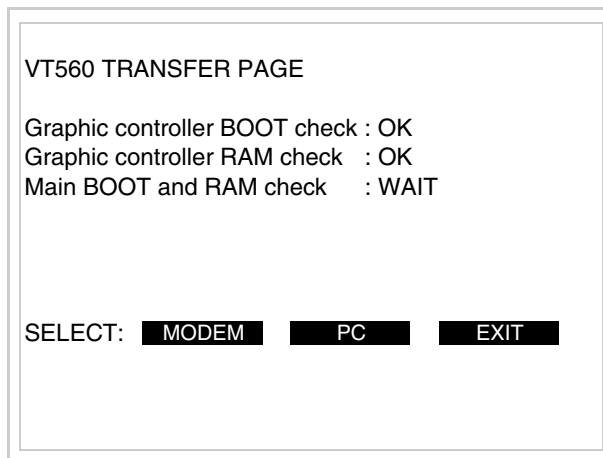 VT560 TRANSFER PAGE
Graphic controller BOOT check : OK
Graphic controller RAM check : OK
Main BOOT and RAM check : WAIT
SELECT: MODEM PC EXIT